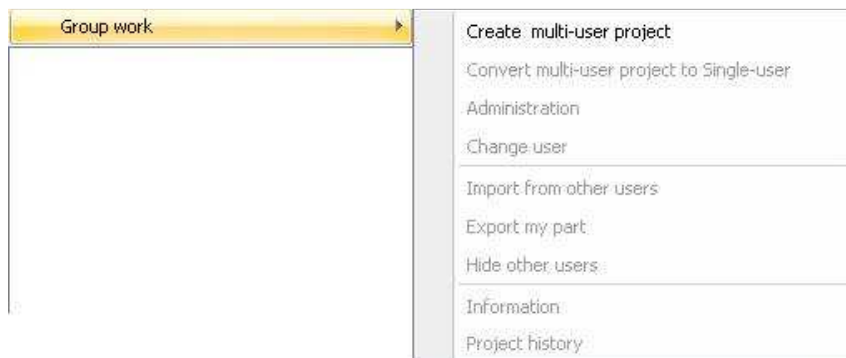 Group work
Create multi-user project
Convert multi-user project to Single-user
Administration
Change user
Import from other users
Export my part
Hide other users
Information
Project history